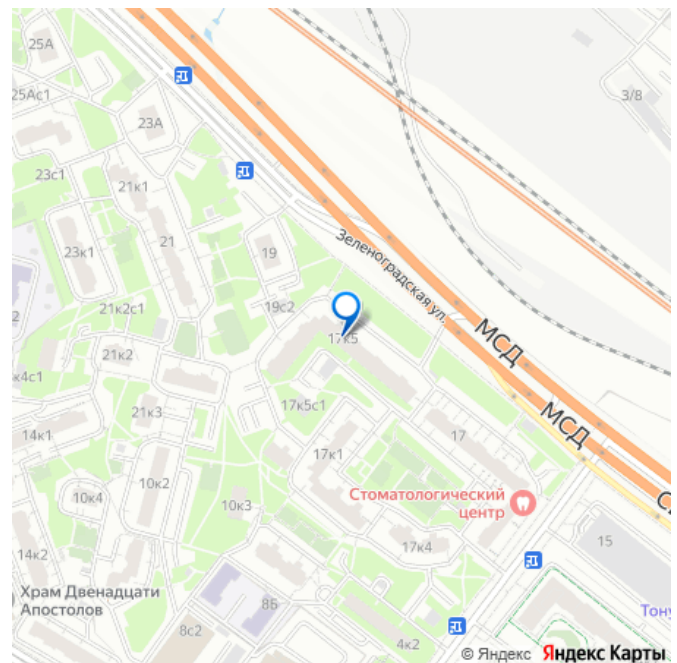 25А
25Ас1
3/8
23А
23с1
21к1
21
19
23к1
Зеленоградская ул.
2
21к2с1
19с2
17к5
МСД
21к2
к4с1
17к5с1
МСД
21к3
14к1
17
17к1
10к2
Стоматологический
центр
С
10к4
10к3
15
17к4
14к2
Храм Двенадцати
Апостолов
8Б
Тону
8с2
4к2
© Яндекс Яндекс Карты